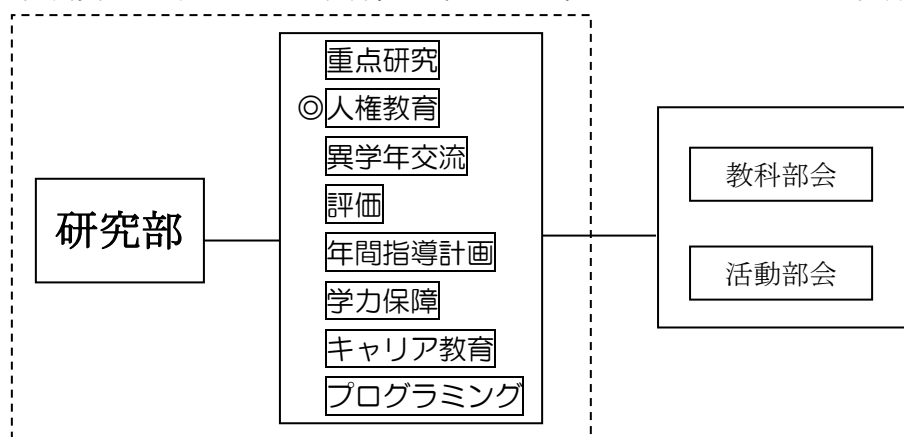 研究部
重点研究
◎人権教育
異学年交流
評価
年間指導計画
学力保障
キャリア教育
プログラミング
教科部会
活動部会